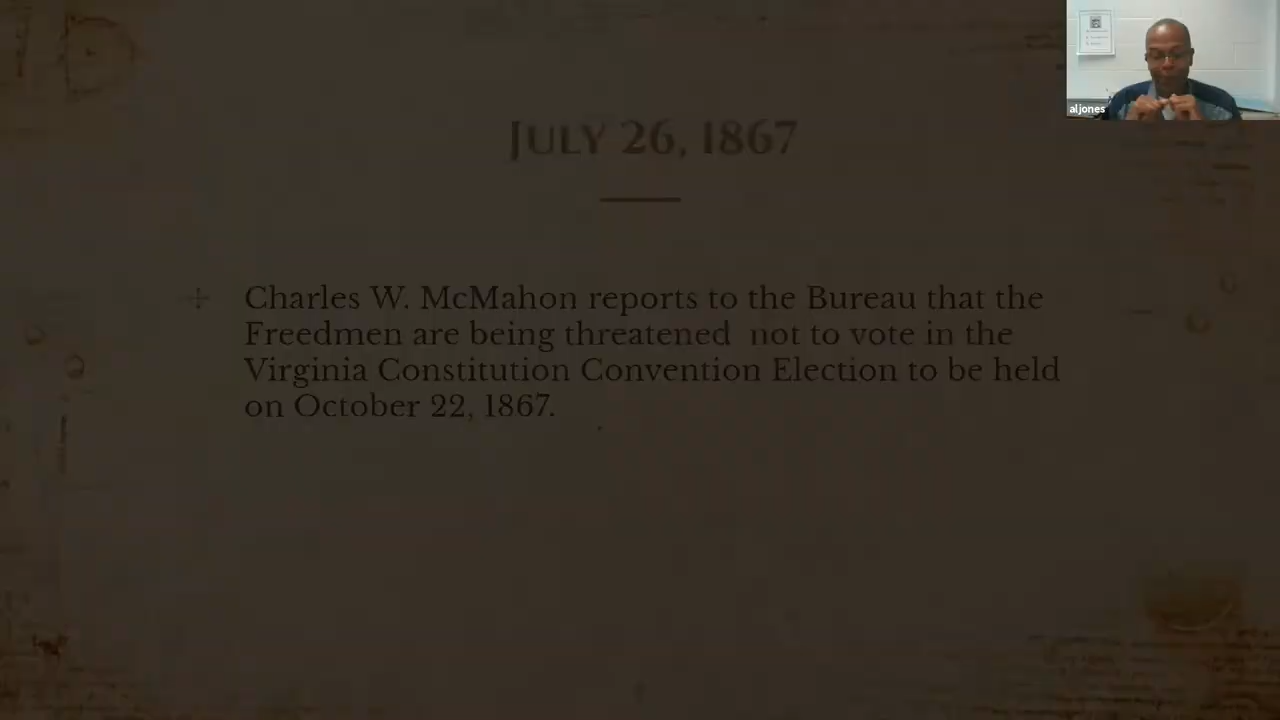 aljones
JULY 26, 1867
Charles W. McMahon reports to the Bureau that the
Freedmen are being threatened not to vote in the
Virginia Constitution Convention Election to be held
on October 22, 1867.